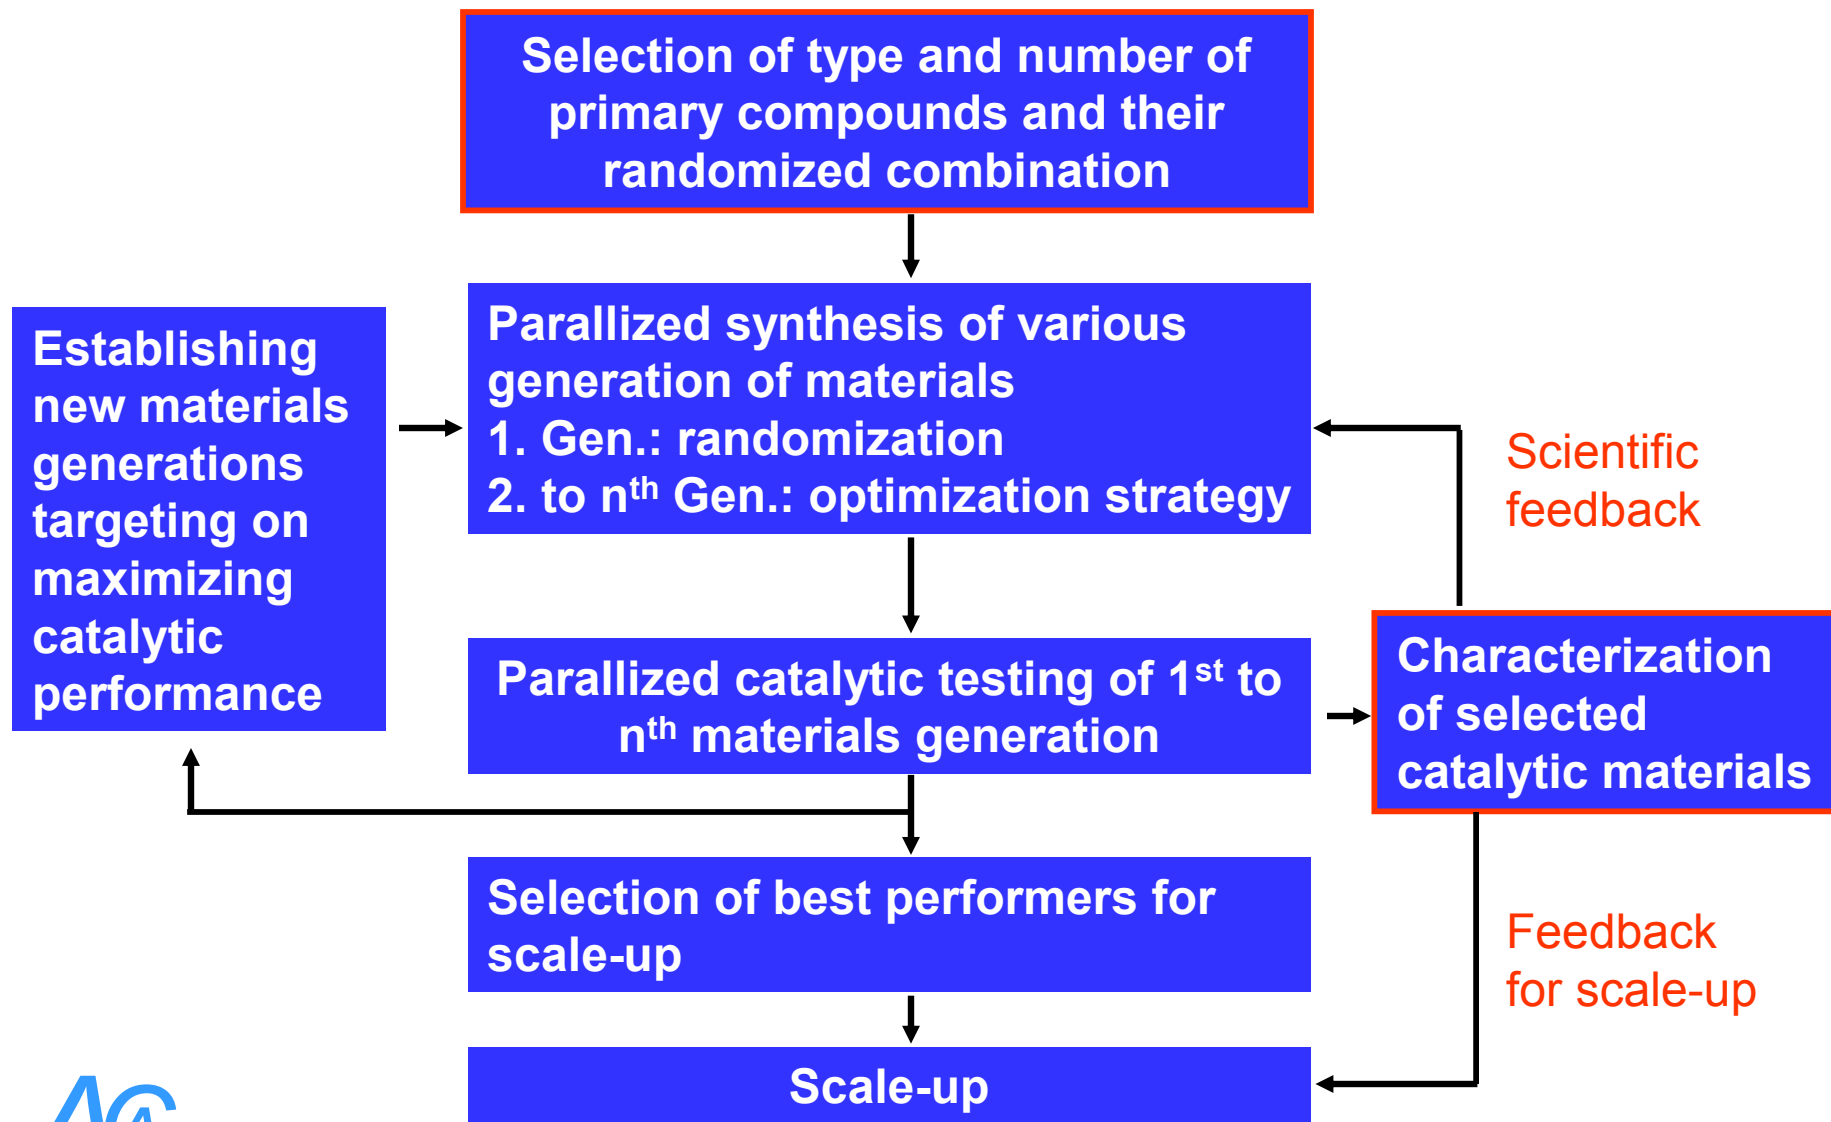 Selection of type and number of
primary compounds and their
randomized combination
Establishing
new materials
generations
targeting on
maximizing
catalytic
performance
Parallized synthesis of various
generation of materials
1. Gen.: randomization
2. to nth Gen.: optimization strategy
Scientific
feedback
Parallized catalytic testing of 1st to
nth materials generation
Characterization
of selected
catalytic materials
Selection of best performers for
scale-up
Feedback
for scale-up
Scale-up